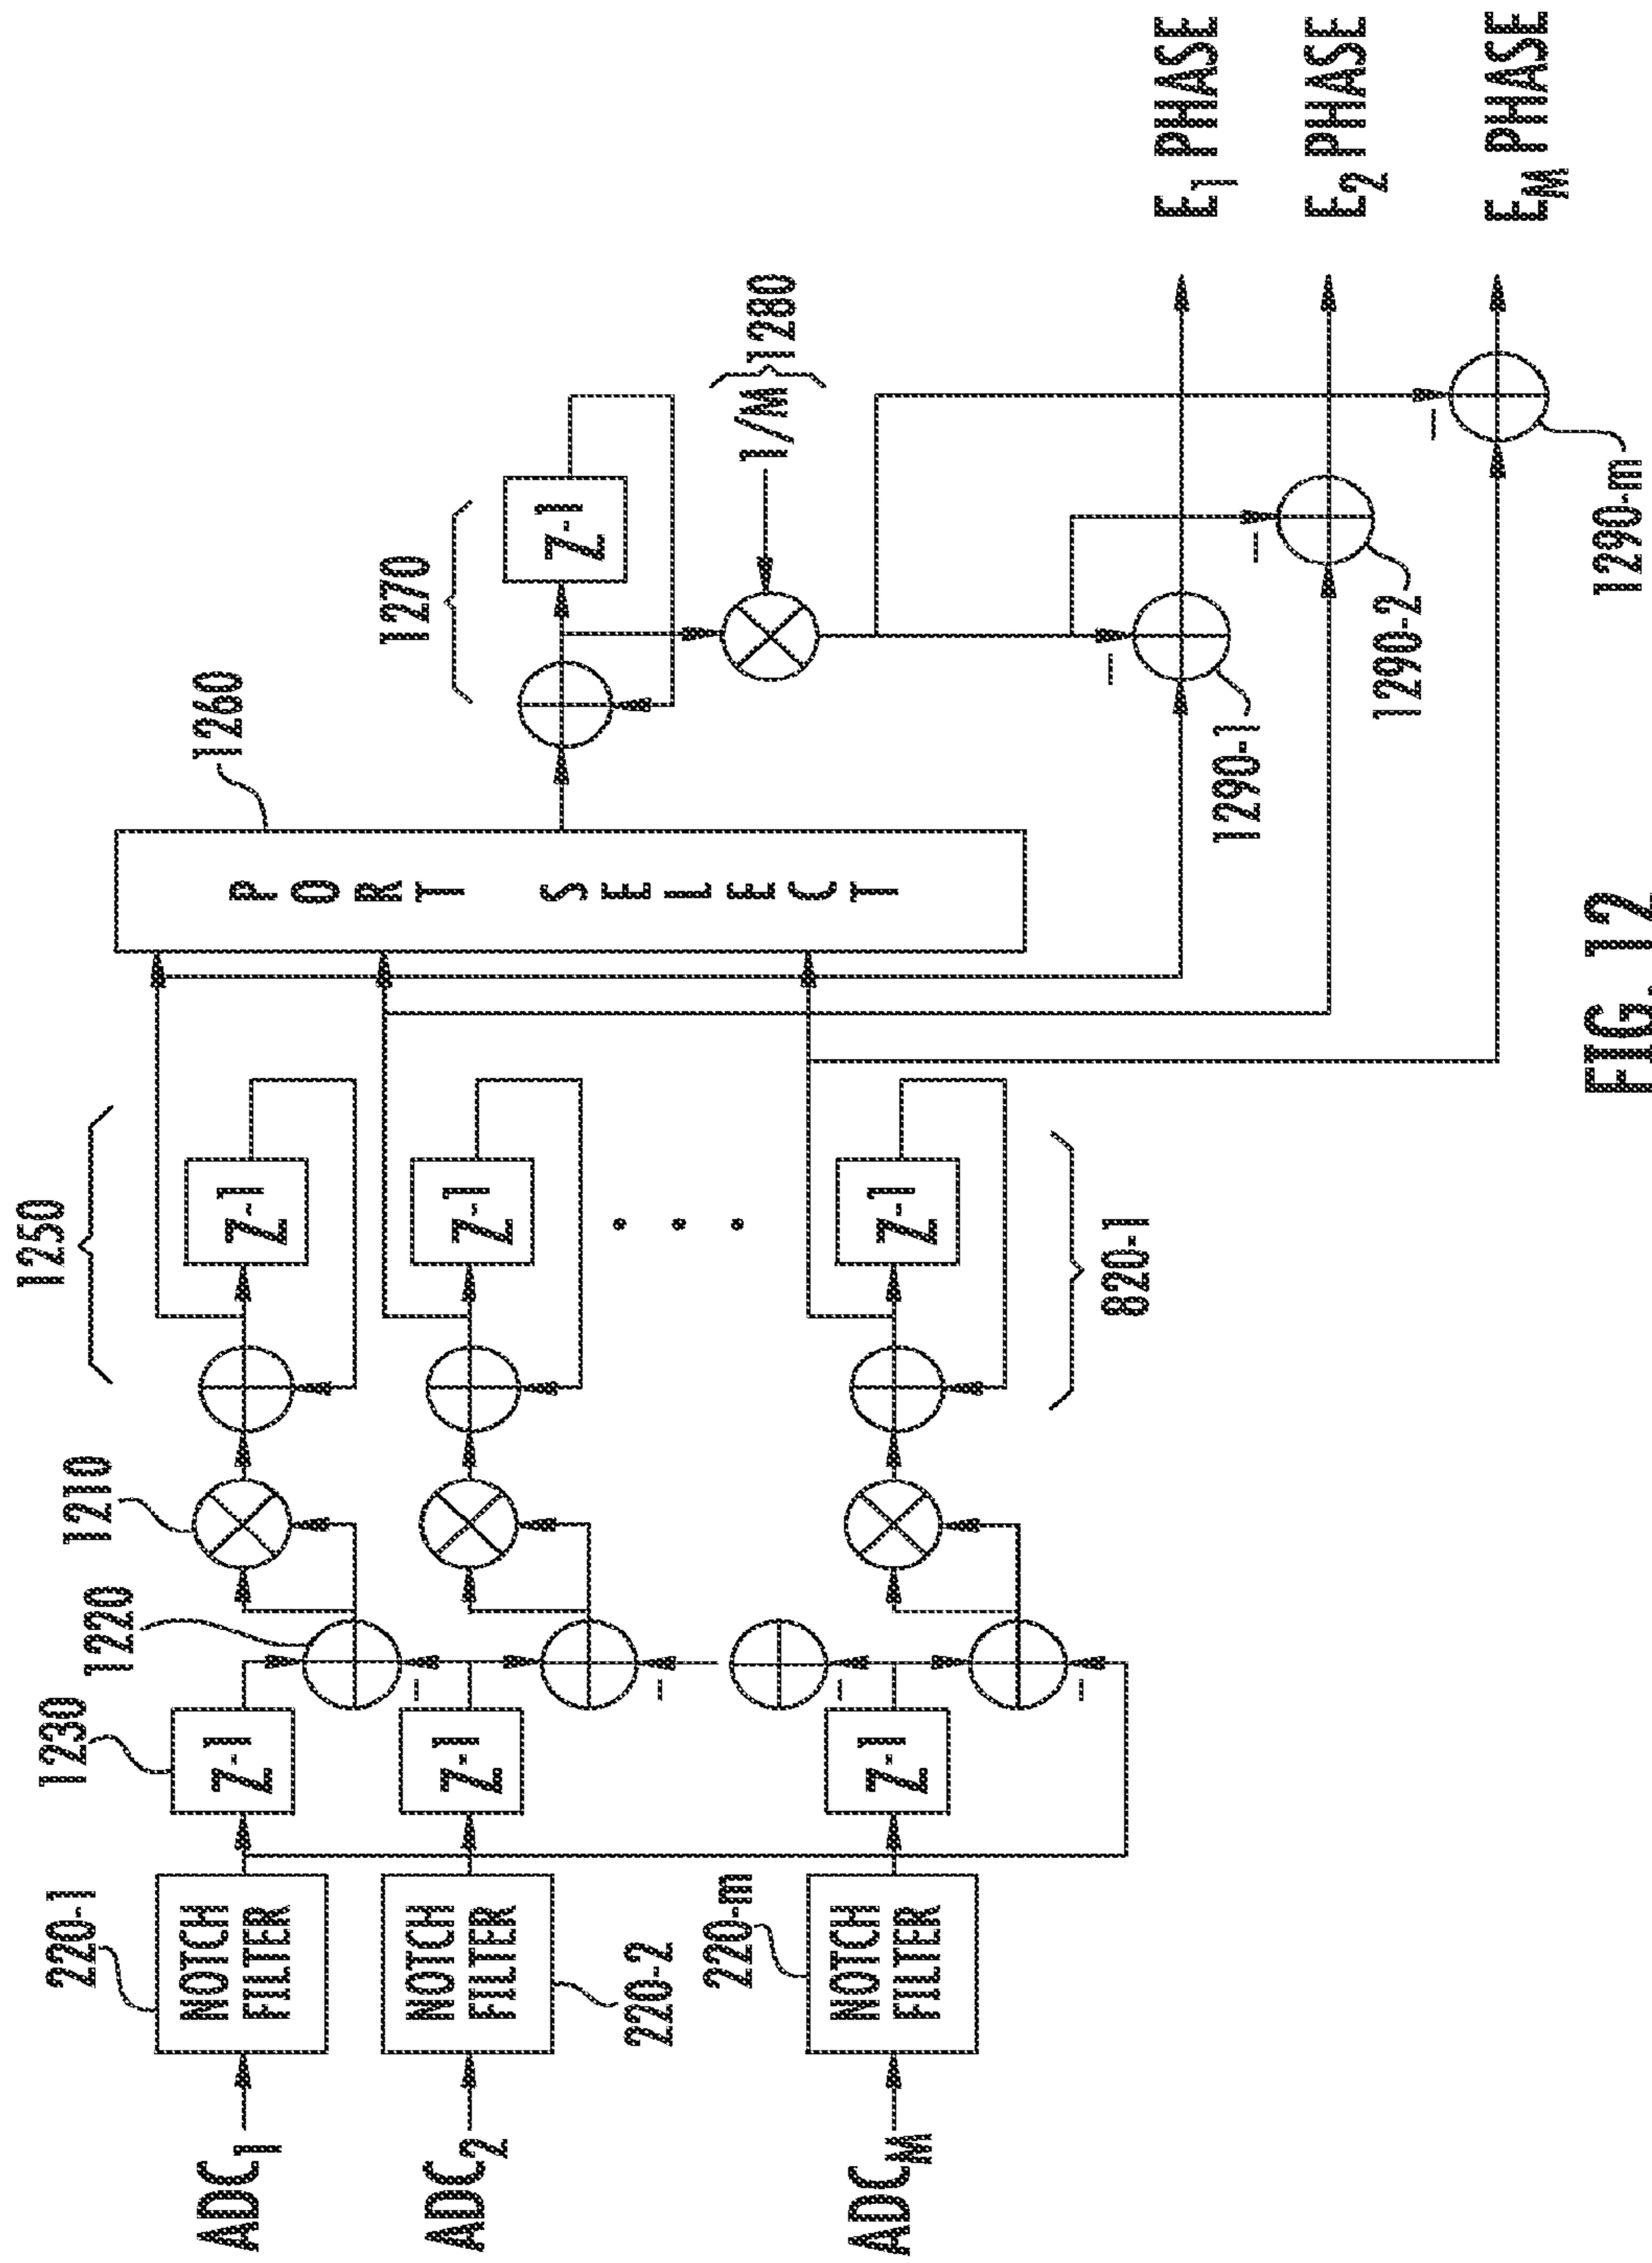 ADC1
ADC2
ADCM
220-1
NOTCH
FILTER
NOTCH
FILTER
220-2
220-m
NOTCH
FILTER
1230
Z-1
Z-1
Z-1
1220
-
-
-
-
1210
1250
Z-1
Z-1
Z-1
820-1
1260
PORT SELECT
1270
Z-1
1/M
1280
-
-
-
1290-1
1290-2
1290-m
E1 PHASE
E2 PHASE
EM PHASE
FIG. 12